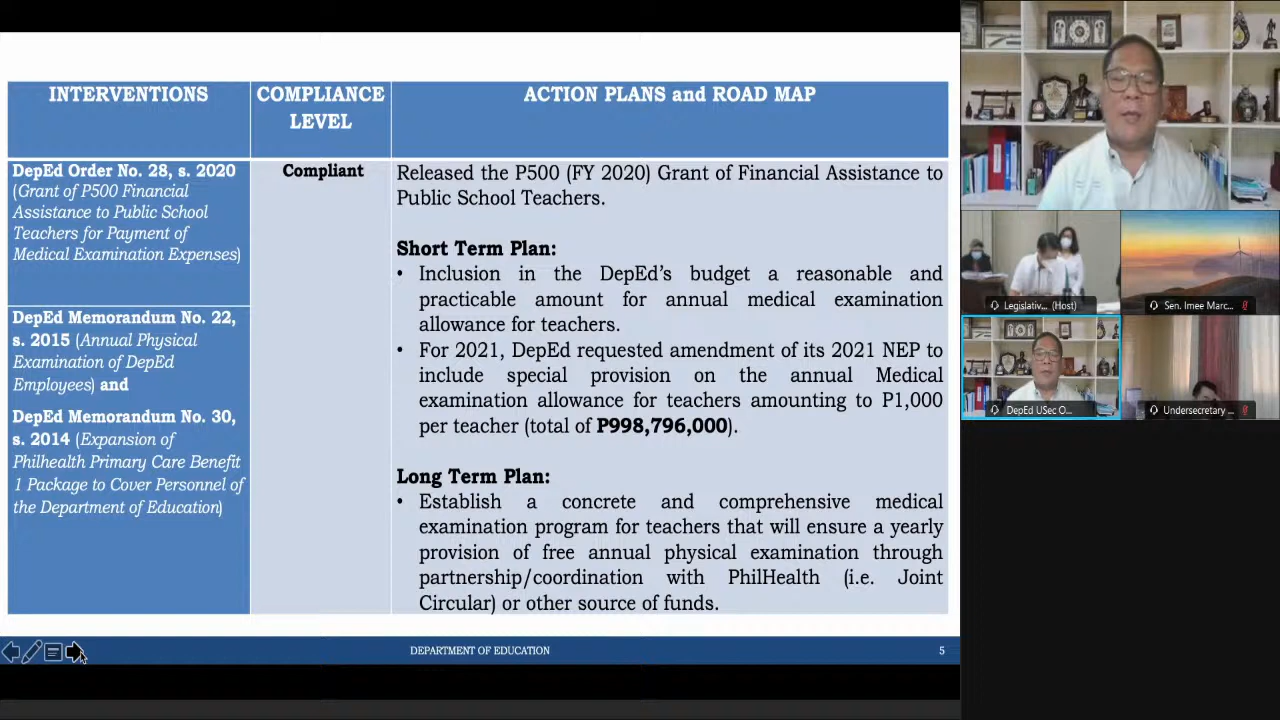 INTERVENTIONS
COMPLIANCE
LEVEL
ACTION PLANS and ROAD MAP
DepEd Order No. 28, s. 2020
(Grant of P500 Financial
Assistance to Public School
Teachers for Payment of
Medical Examination Expenses)
DepEd Memorandum No. 22,
s. 2015 (Annual Physical
Examination of DepEd
Employees) and
DepEd Memorandum No. 30,
s. 2014 (Expansion of
Philhealth Primary Care Benefit
1 Package to Cover Personnel of
the Department of Education)
Compliant
Released the P500 (FY 2020) Grant of Financial Assistance to
Public School Teachers.
Short Term Plan:
• Inclusion in the DepEd's budget a reasonable and
practicable amount for annual medical examination
allowance for teachers.
• For 2021, DepEd requested amendment of its 2021 NEP to
include special provision on the annual Medical
examination allowance for teachers amounting to P1,000
per teacher (total of P998,796,000).
Long Term Plan:
• Establish a concrete and comprehensive medical
examination program for teachers that will ensure a yearly
provision of free annual physical examination through
partnership/coordination with PhilHealth (i.e. Joint
Circular) or other source of funds.
DEPARTMENT OF EDUCATION
5
Legislativ... (Host)
Sen. Imee Marc...
DepEd USec O...
Undersecretary ...